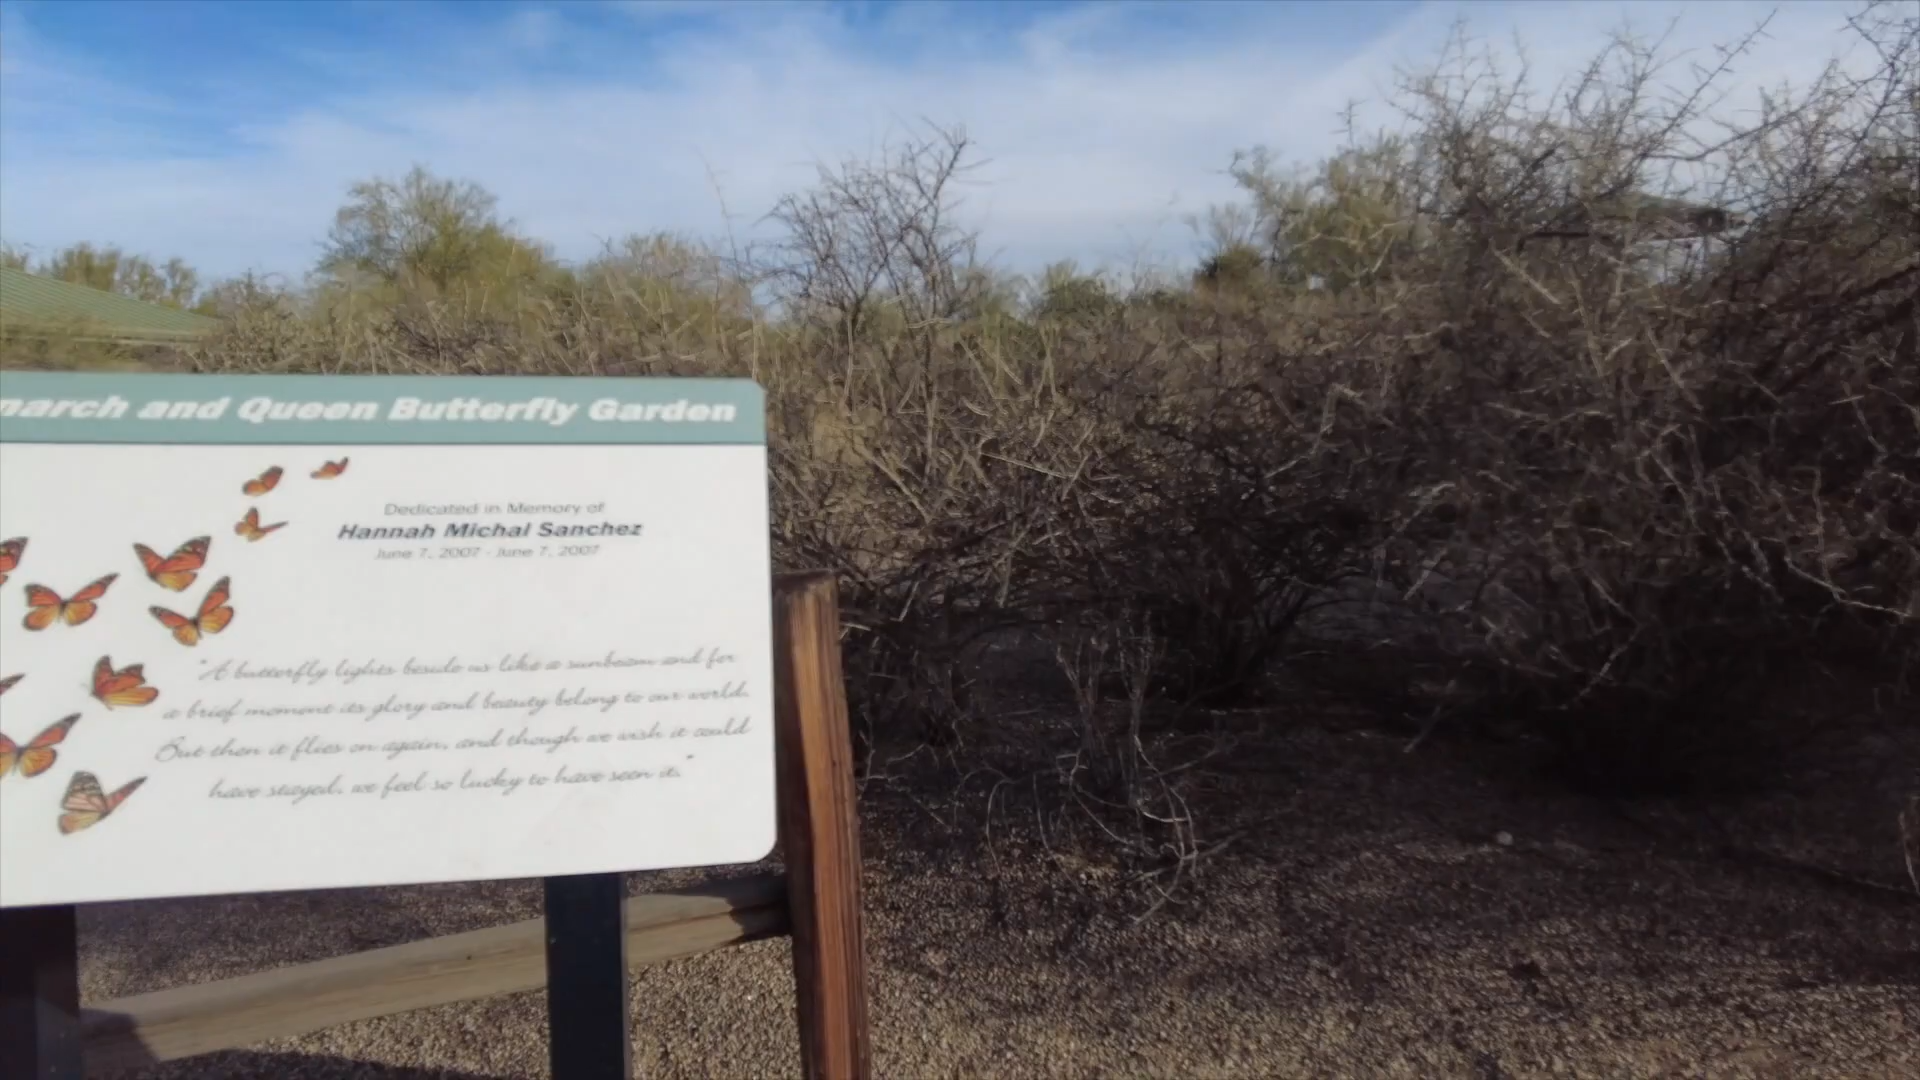 narch and Queen Butterfly Garden
Dedicated in Memory of
Hannah Michal Sanchez
June 7, 2007 - June 7, 2007
"A butterfly lights beside us like a sunbeam and for
a brief moment its glory and beauty belong to our world.
But then it flies on again, and though we wish it could
have stayed, we feel so lucky to have seen it."